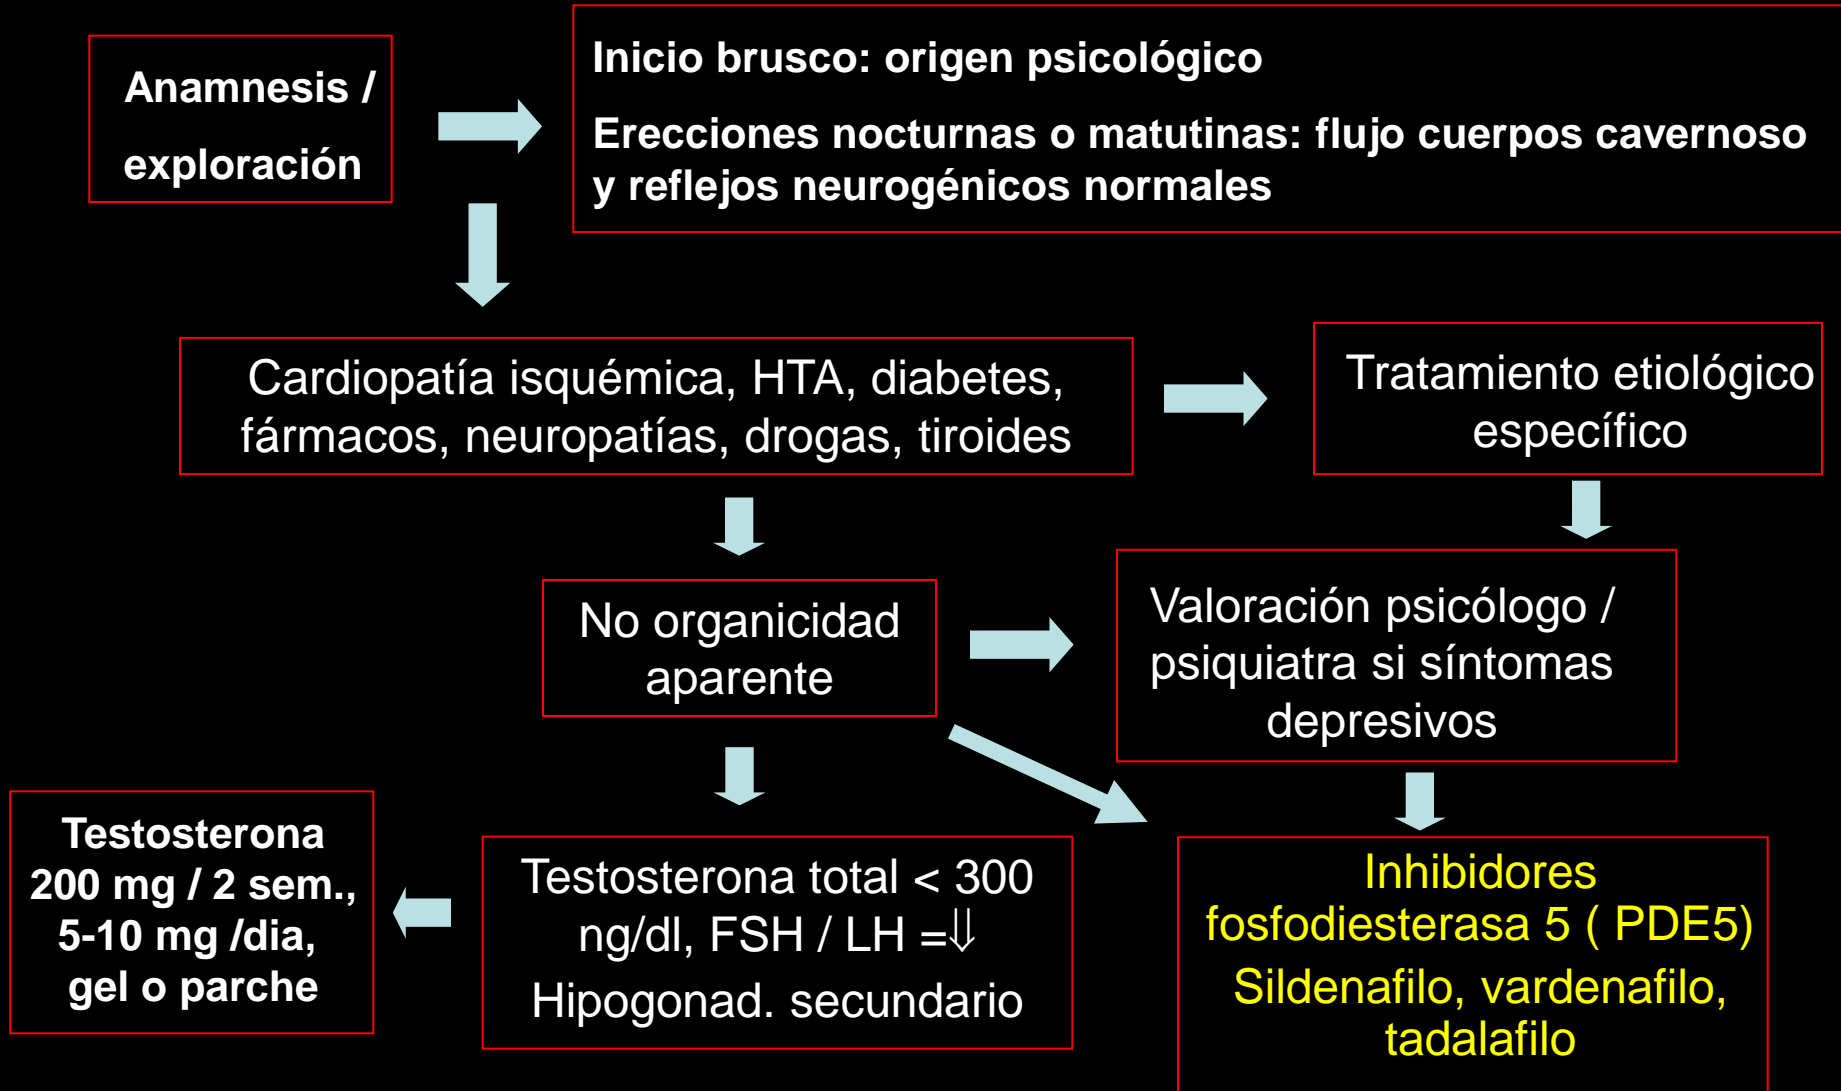 Anamnesis /
exploración
Inicio brusco: origen psicológico
Erecciones nocturnas o matutinas: flujo cuerpos cavernoso
y reflejos neurogénicos normales
Cardiopatía isquémica, HTA, diabetes,
fármacos, neuropatías, drogas, tiroides
Tratamiento etiológico
específico
No organicidad
aparente
Valoración psicólogo /
psiquiatra si síntomas
depresivos
Testosterona
200 mg / 2 sem.,
5-10 mg /dia,
gel o parche
Testosterona total < 300
ng/dl, FSH / LH =⇓
Hipogonad. secundario
Inhibidores
fosfodiesterasa 5 ( PDE5)
Sildenafilo, vardenafilo,
tadalafilo